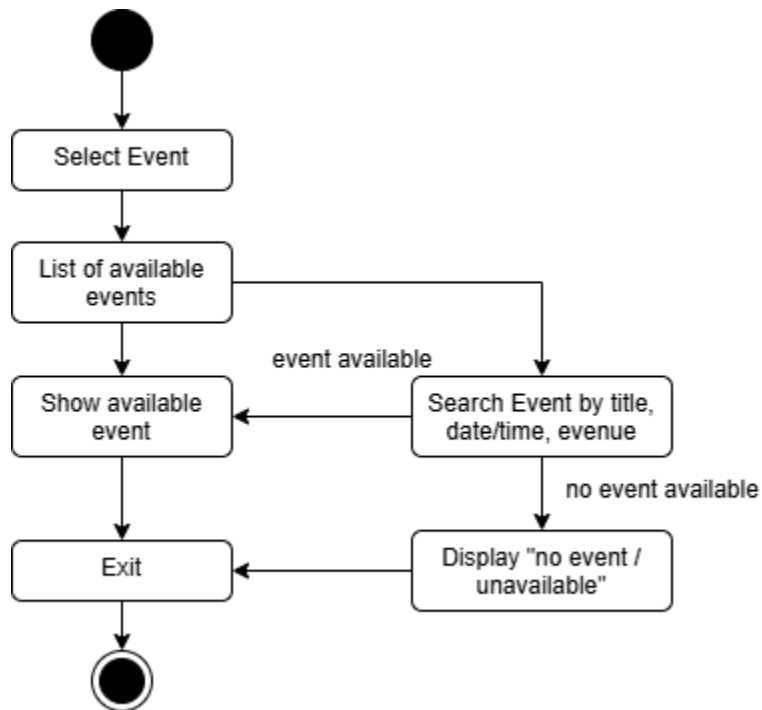 Select Event
List of available
events
event available
Show available
event
Search Event by title,
date/time, evenue
no event available
Exit
Display "no event /
unavailable"